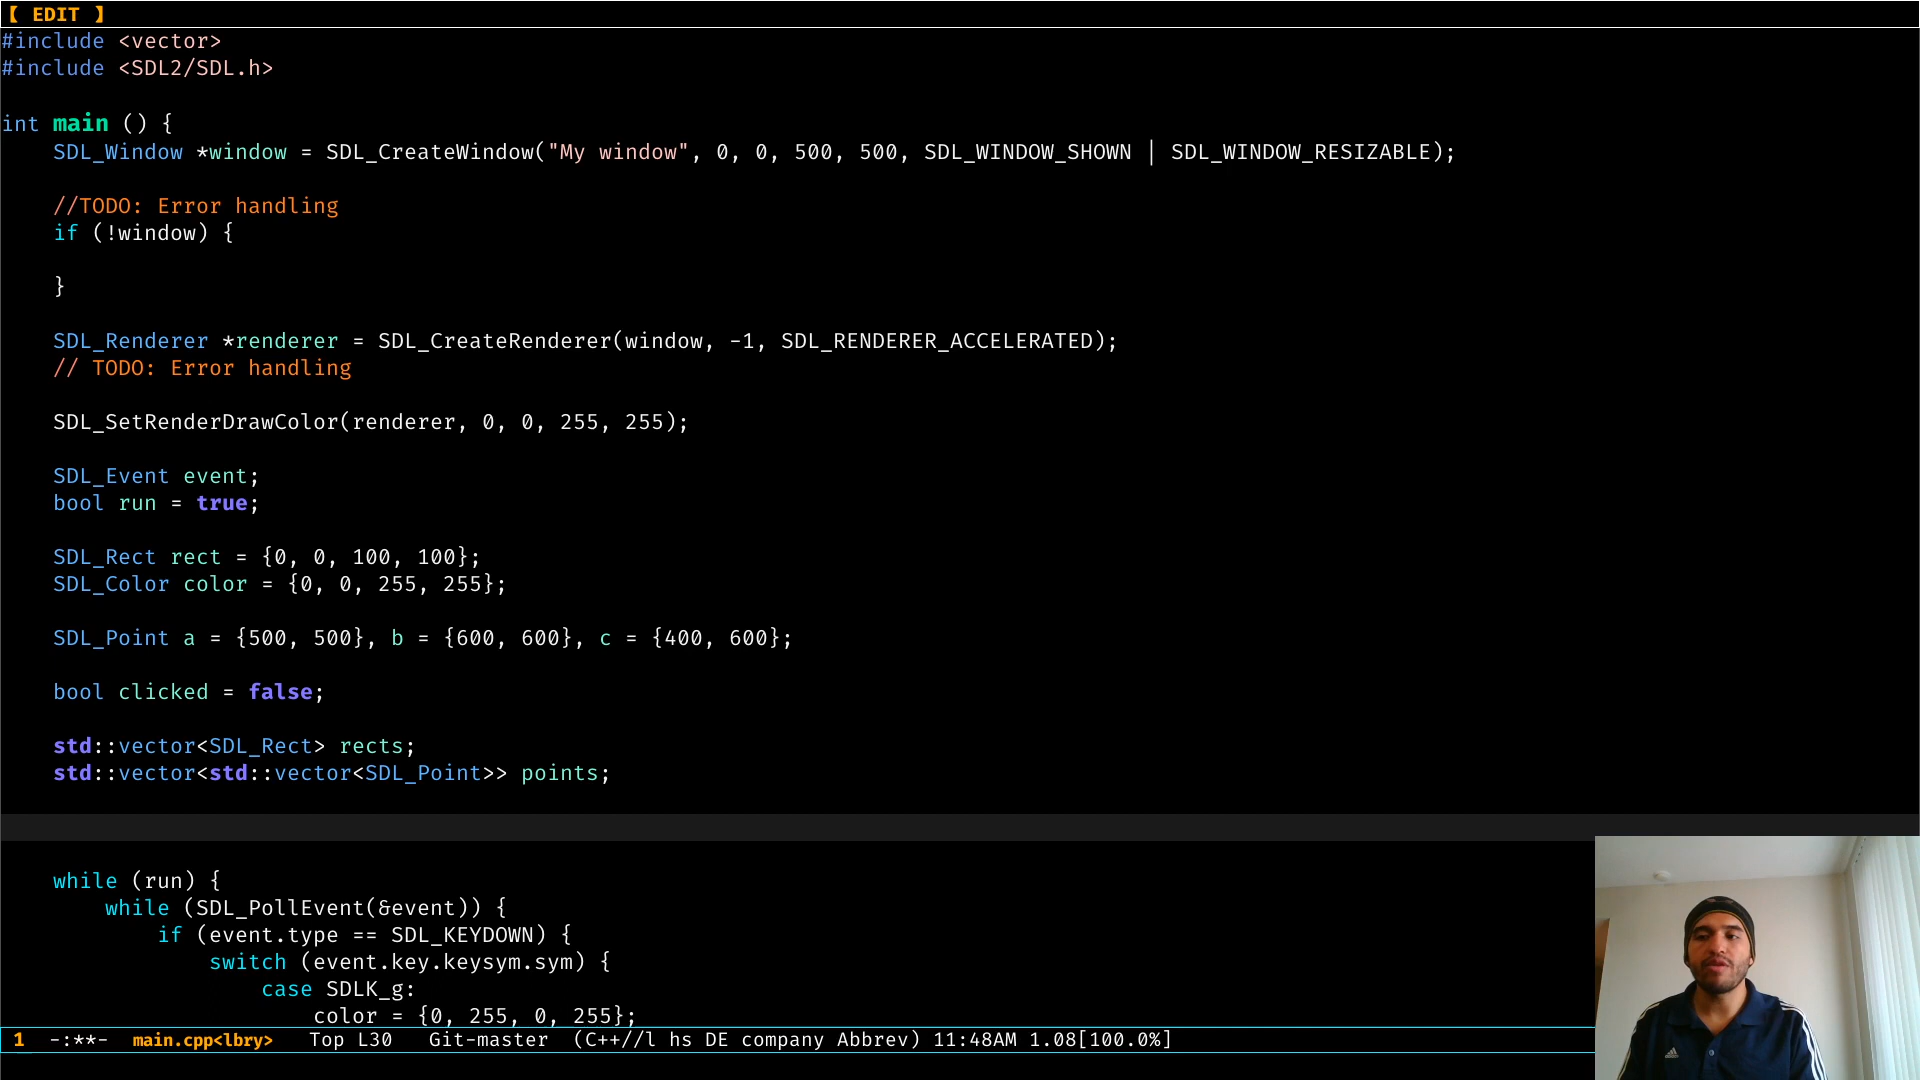 【 EDIT 】
#include <vector>
#include <SDL2/SDL.h>
int main () {
SDL_Window *window = SDL_CreateWindow("My window", 0, 0, 500, 500, SDL_WINDOW_SHOWN | SDL_WINDOW_RESIZABLE);
//TODO: Error handling
if (!window) {
}
SDL_Renderer *renderer = SDL_CreateRenderer(window, -1, SDL_RENDERER_ACCELERATED);
// TODO: Error handling
SDL_SetRenderDrawColor(renderer, 0, 0, 255, 255);
SDL_Event event;
bool run = true;
SDL_Rect rect = {0, 0, 100, 100};
SDL_Color color = {0, 0, 255, 255};
SDL_Point a = {500, 500}, b = {600, 600}, c = {400, 600};
bool clicked = false;
std::vector<SDL_Rect> rects;
std::vector<std::vector<SDL_Point>> points;
while (run) {
while (SDL_PollEvent(&event)) {
if (event.type == SDL_KEYDOWN) {
switch (event.key.keysym.sym) {
case SDLK_g:
color = {0, 255, 0, 255};
1 -:**- main.cpp<lbry> Top L30 Git-master (C++//l hs DE company Abbrev) 11:48AM 1.08[100.0%]